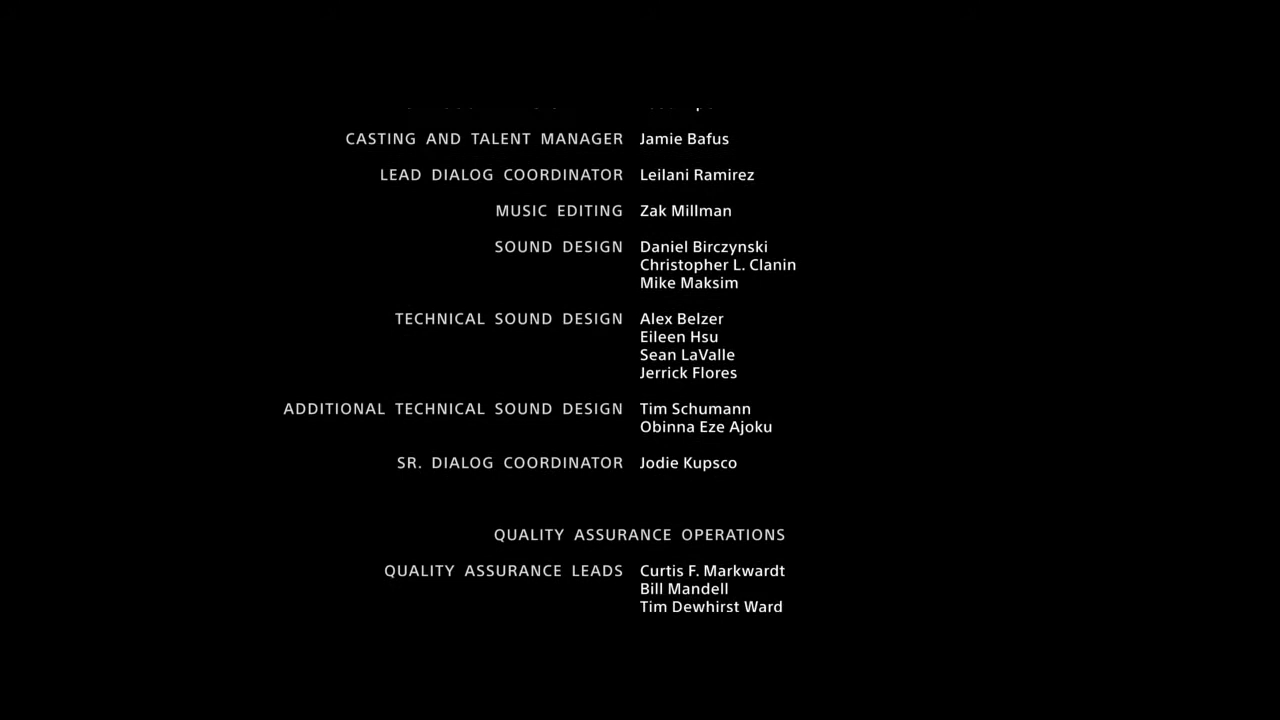 CASTING AND TALENT MANAGER Jamie Bafus
LEAD DIALOG COORDINATOR Leilani Ramirez
MUSIC EDITING Zak Millman
SOUND DESIGN Daniel Birczynski
Christopher L. Clanin
Mike Maksim
TECHNICAL SOUND DESIGN Alex Belzer
Eileen Hsu
Sean LaValle
Jerrick Flores
ADDITIONAL TECHNICAL SOUND DESIGN Tim Schumann
Obinna Eze Ajoku
SR. DIALOG COORDINATOR Jodie Kupsco
QUALITY ASSURANCE OPERATIONS
QUALITY ASSURANCE LEADS Curtis F. Markwardt
Bill Mandell
Tim Dewhirst Ward